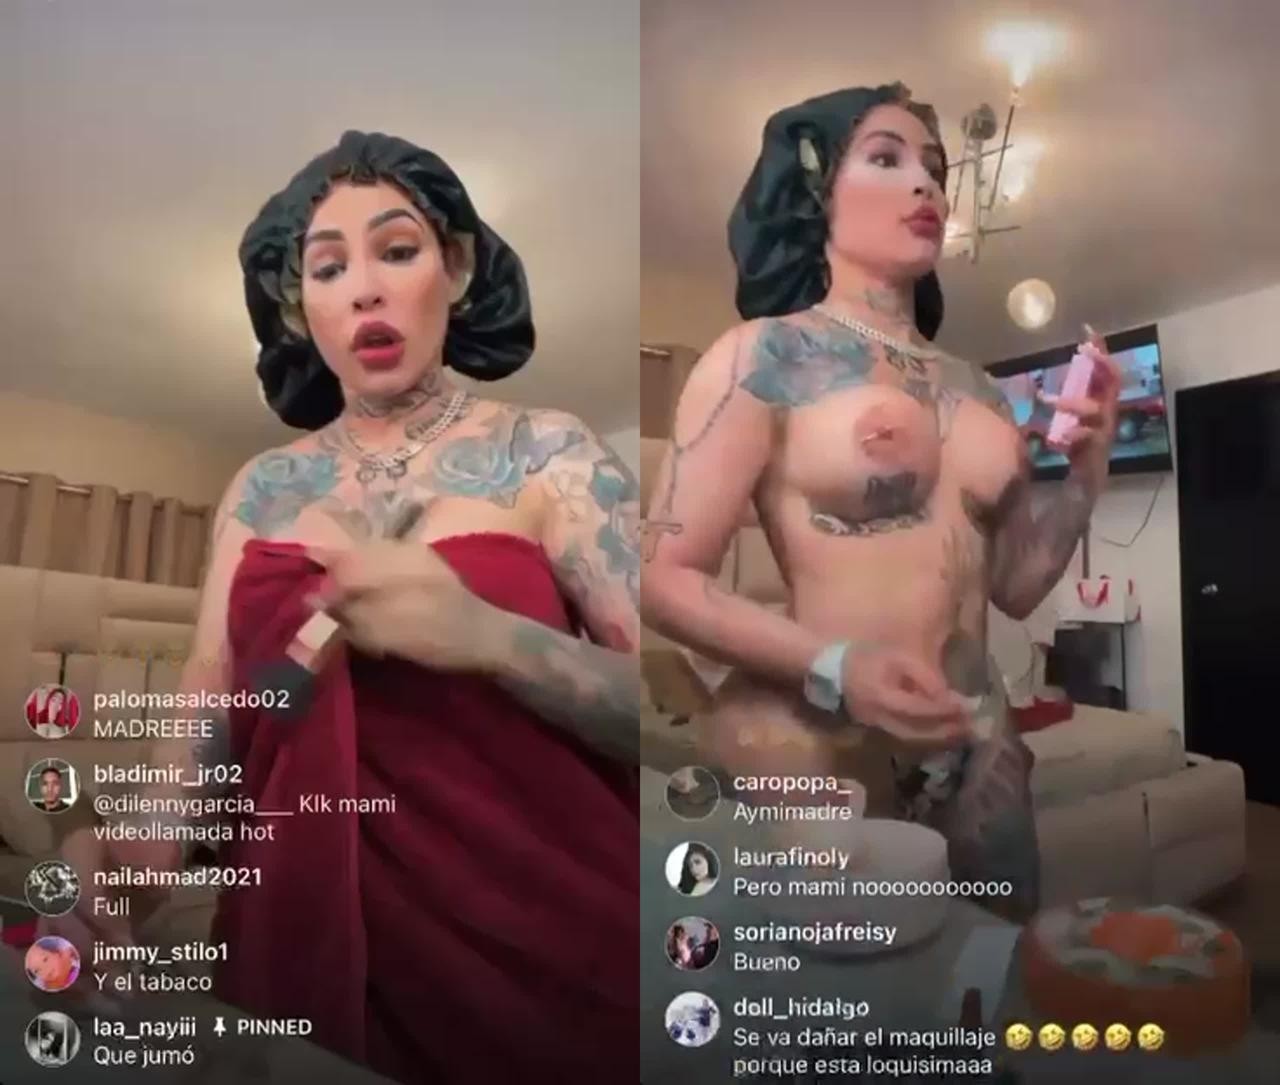 palomasalcedo02
MADREEEE
bladimir_jr02
@dilennygarcia___ Klk mami
videollamada hot
nailahmad2021
Full
jimmy_stilo1
Y el tabaco
laa_nayiii PINNED
Que jumó
caropopa_
Aymimadre
laurafinoly
Pero mami nooooooooooo
sorianojafreisy
Bueno
doll_hidalgo
Se va dañar el maquillaje 🤣🤣🤣🤣🤣
porque esta loquisimaaa